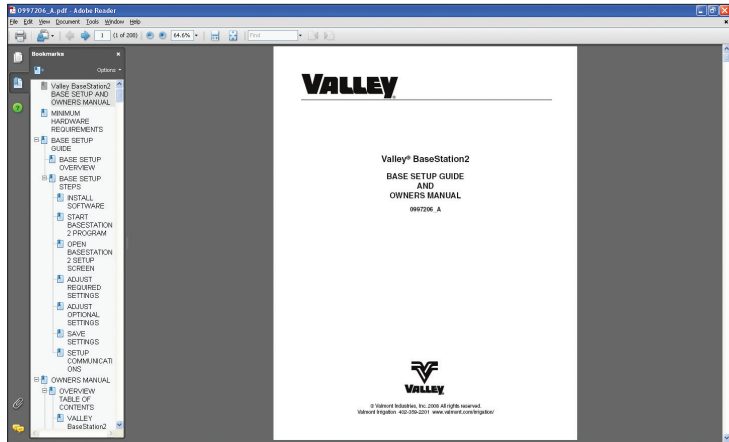 0997206_A.pdf - Adobe Reader
File Edit View Document Tools Window Help
1 (1 of 208) 64.6% Find
Bookmarks
Options
Valley BaseStation2
BASE SETUP AND
OWNERS MANUAL
MINIMUM
HARDWARE
REQUIREMENTS
BASE SETUP
GUIDE
BASE SETUP
OVERVIEW
BASE SETUP
STEPS
INSTALL
SOFTWARE
START
BASESTATION
2 PROGRAM
OPEN
BASESTATION
2 SETUP
SCREEN
ADJUST
REQUIRED
SETTINGS
ADJUST
OPTIONAL
SETTINGS
SAVE
SETTINGS
SETUP
COMMUNICATI
ONS
OWNERS MANUAL
OVERVIEW
TABLE OF
CONTENTS
VALLEY
BaseStation2
VALLEY
Valley® BaseStation2
BASE SETUP GUIDE
AND
OWNERS MANUAL
0997206_A
VALLEY
© Valmont Industries, Inc. 2008 All rights reserved.
Valmont Irrigation 402-359-2201 www.valmont.com/irrigation/